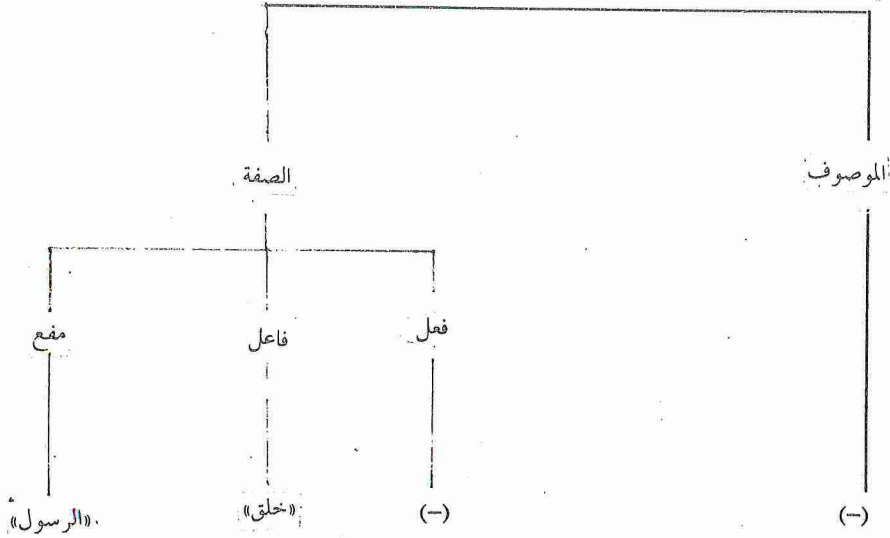 الموصوف الصفة
فعل فاعل مفع
(–) (–) «خلق» «الرسول».